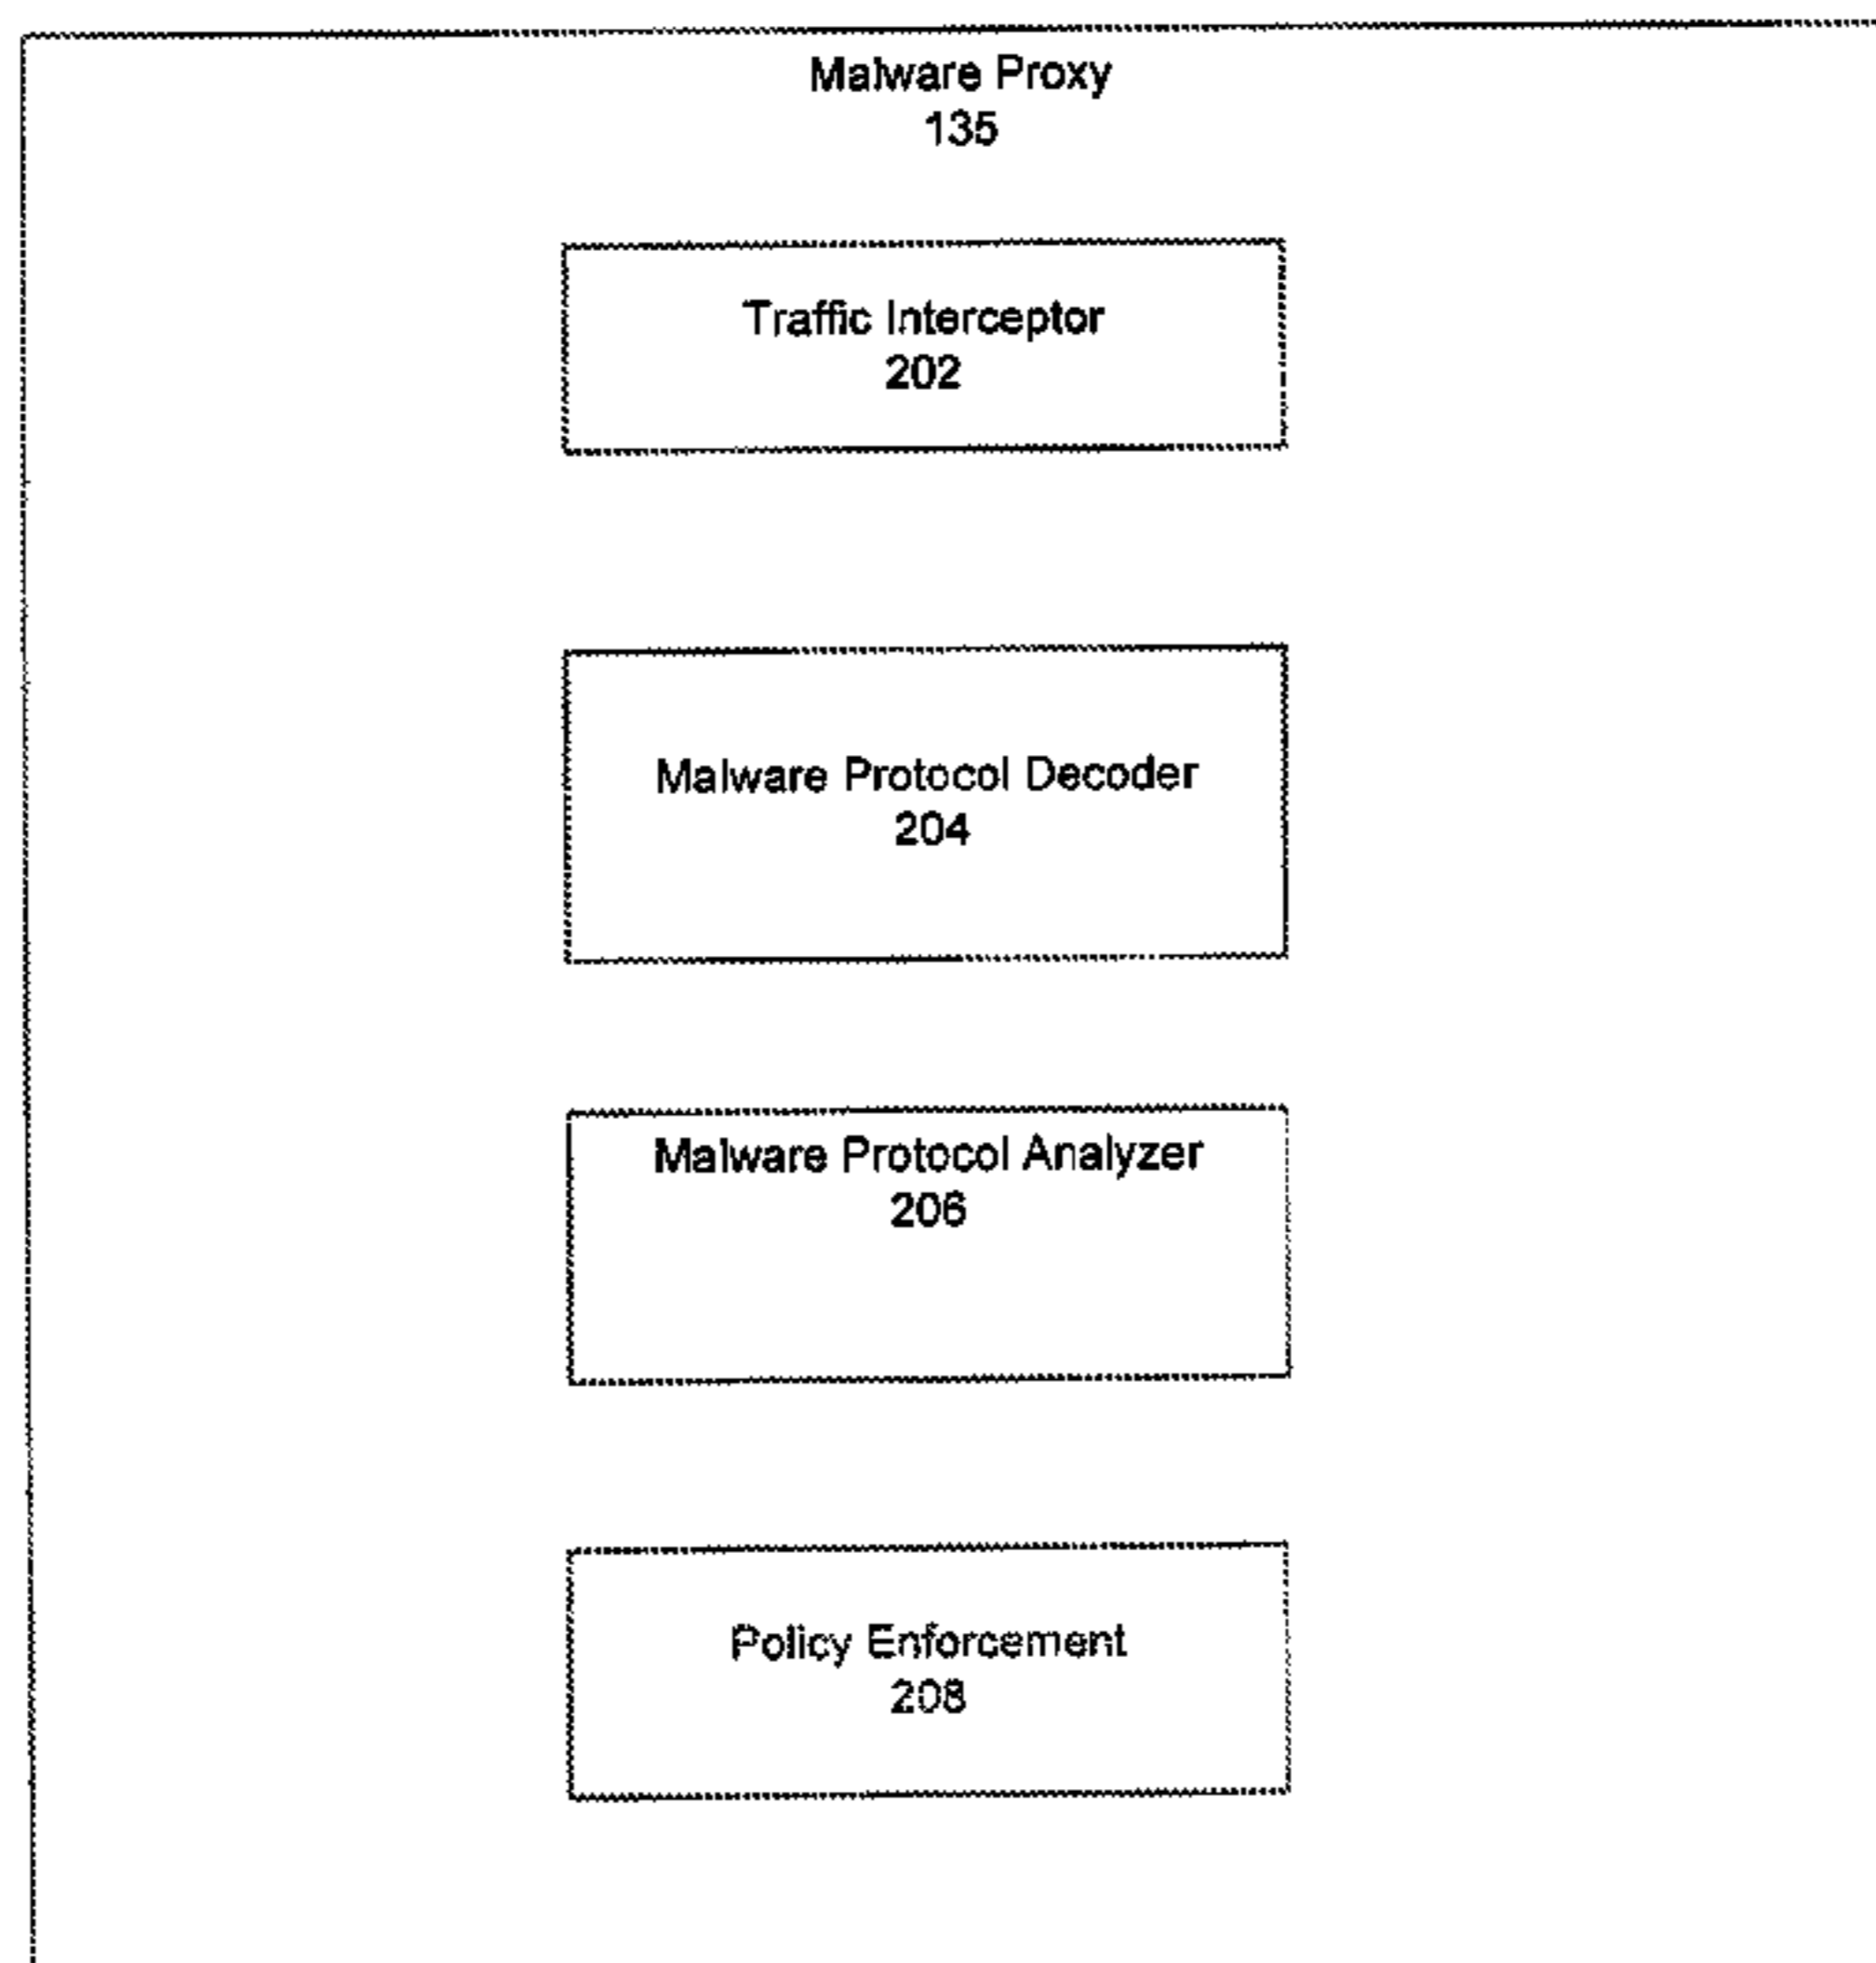 Malware Proxy
135
Traffic Interceptor
202
Malware Protocol Decoder
204
Malware Protocol Analyzer
206
Policy Enforcement
208